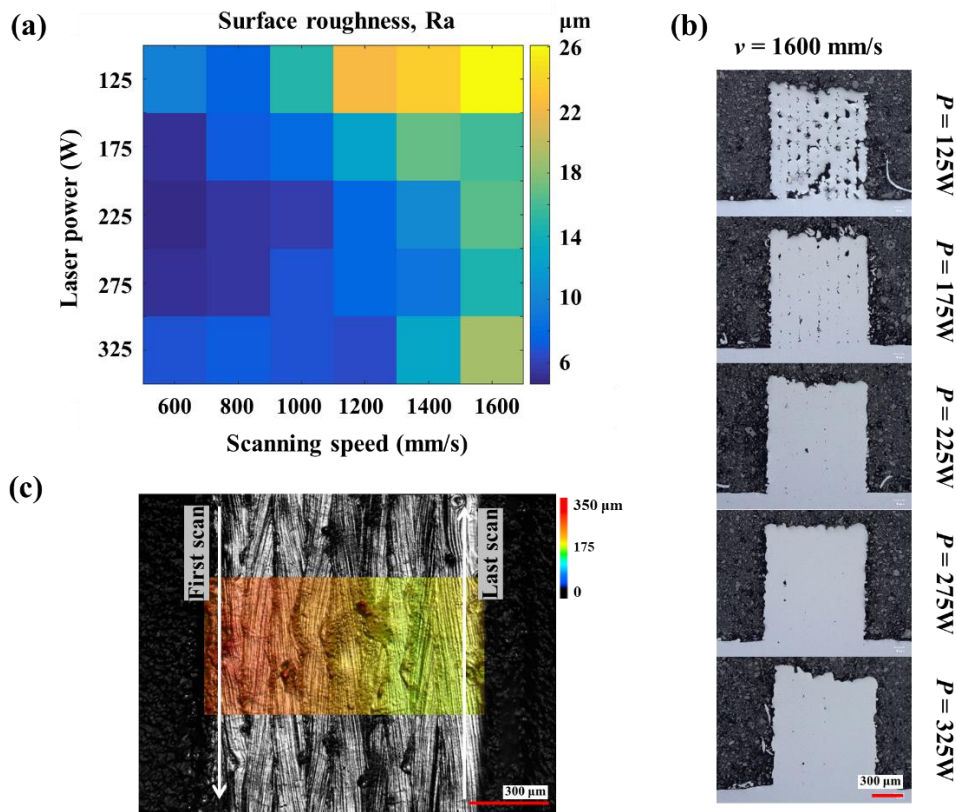 (a)
Surface roughness, Ra
µm
26
22
18
14
10
6
Laser power (W)
125
175
225
275
325
600 800 1000 1200 1400 1600
Scanning speed (mm/s)
(b)
v = 1600 mm/s
P = 125W
P = 175W
P = 225W
P = 275W
P = 325W
300 µm
(c)
First scan
Last scan
350 µm
175
0
300 µm